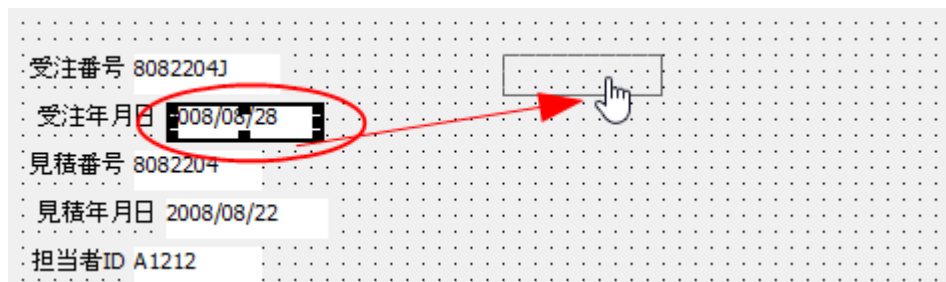 受注番号 8082204J
受注年月日 008/08/28
見積番号 8082204
見積年月日 2008/08/22
担当者ID A1212